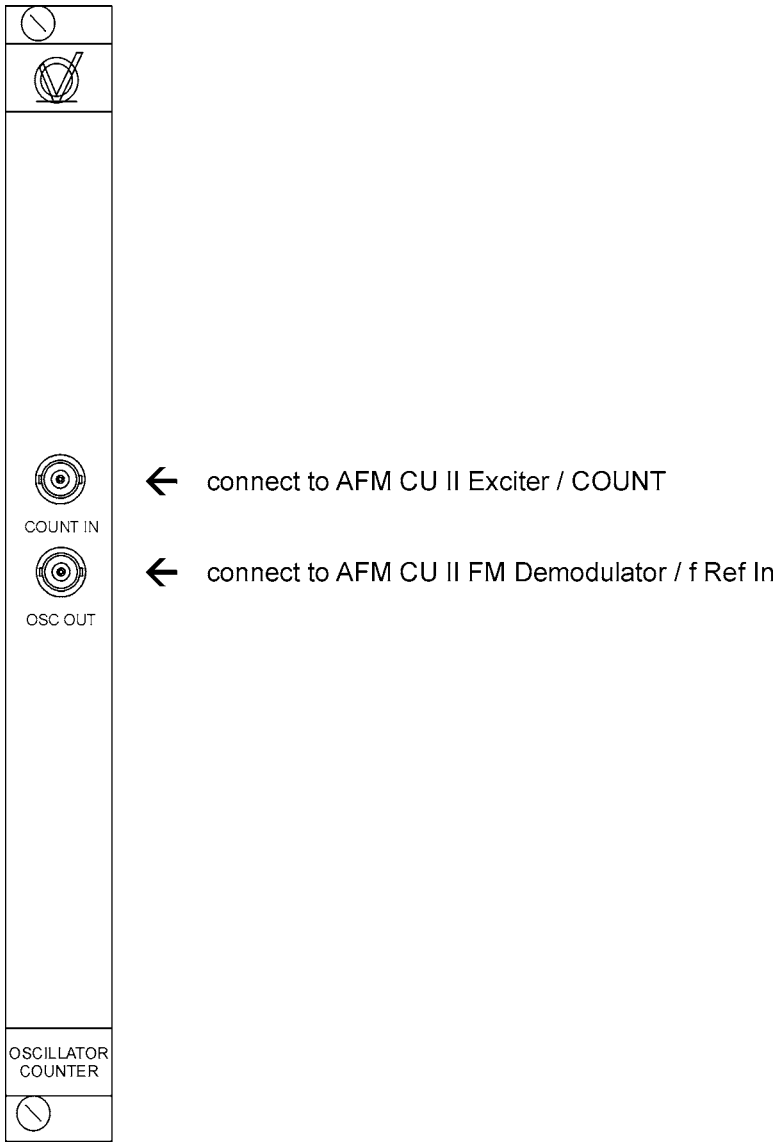 ← connect to AFM CU II Exciter / COUNT
COUNT IN
← connect to AFM CU II FM Demodulator / f Ref In
OSC OUT
OSCILLATOR
COUNTER